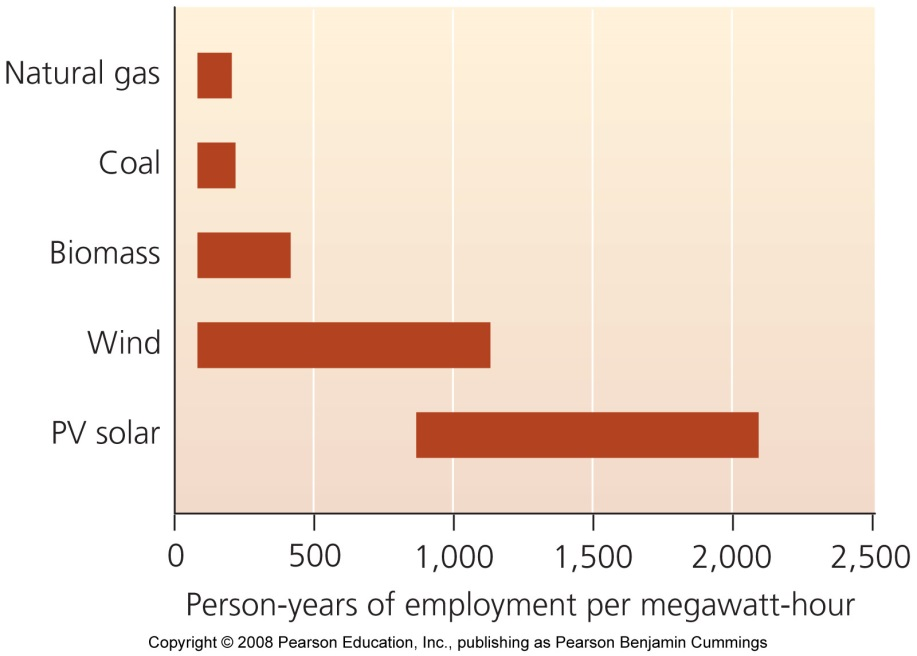 Natural gas
Coal
Biomass
Wind
PV solar
0 500 1,000 1,500 2,000 2,500
Person-years of employment per megawatt-hour
Copyright © 2008 Pearson Education, Inc., publishing as Pearson Benjamin Cummings